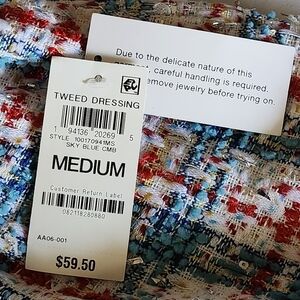 Due to the delicate nature of this
careful handling is required.
remove jewelry before trying on.
TWEED DRESSING
94136 20269 5
STYLE: 100170941MS
SKY BLUE CMB
MEDIUM
Customer Return Label
082118280860
AA06-001
$59.50